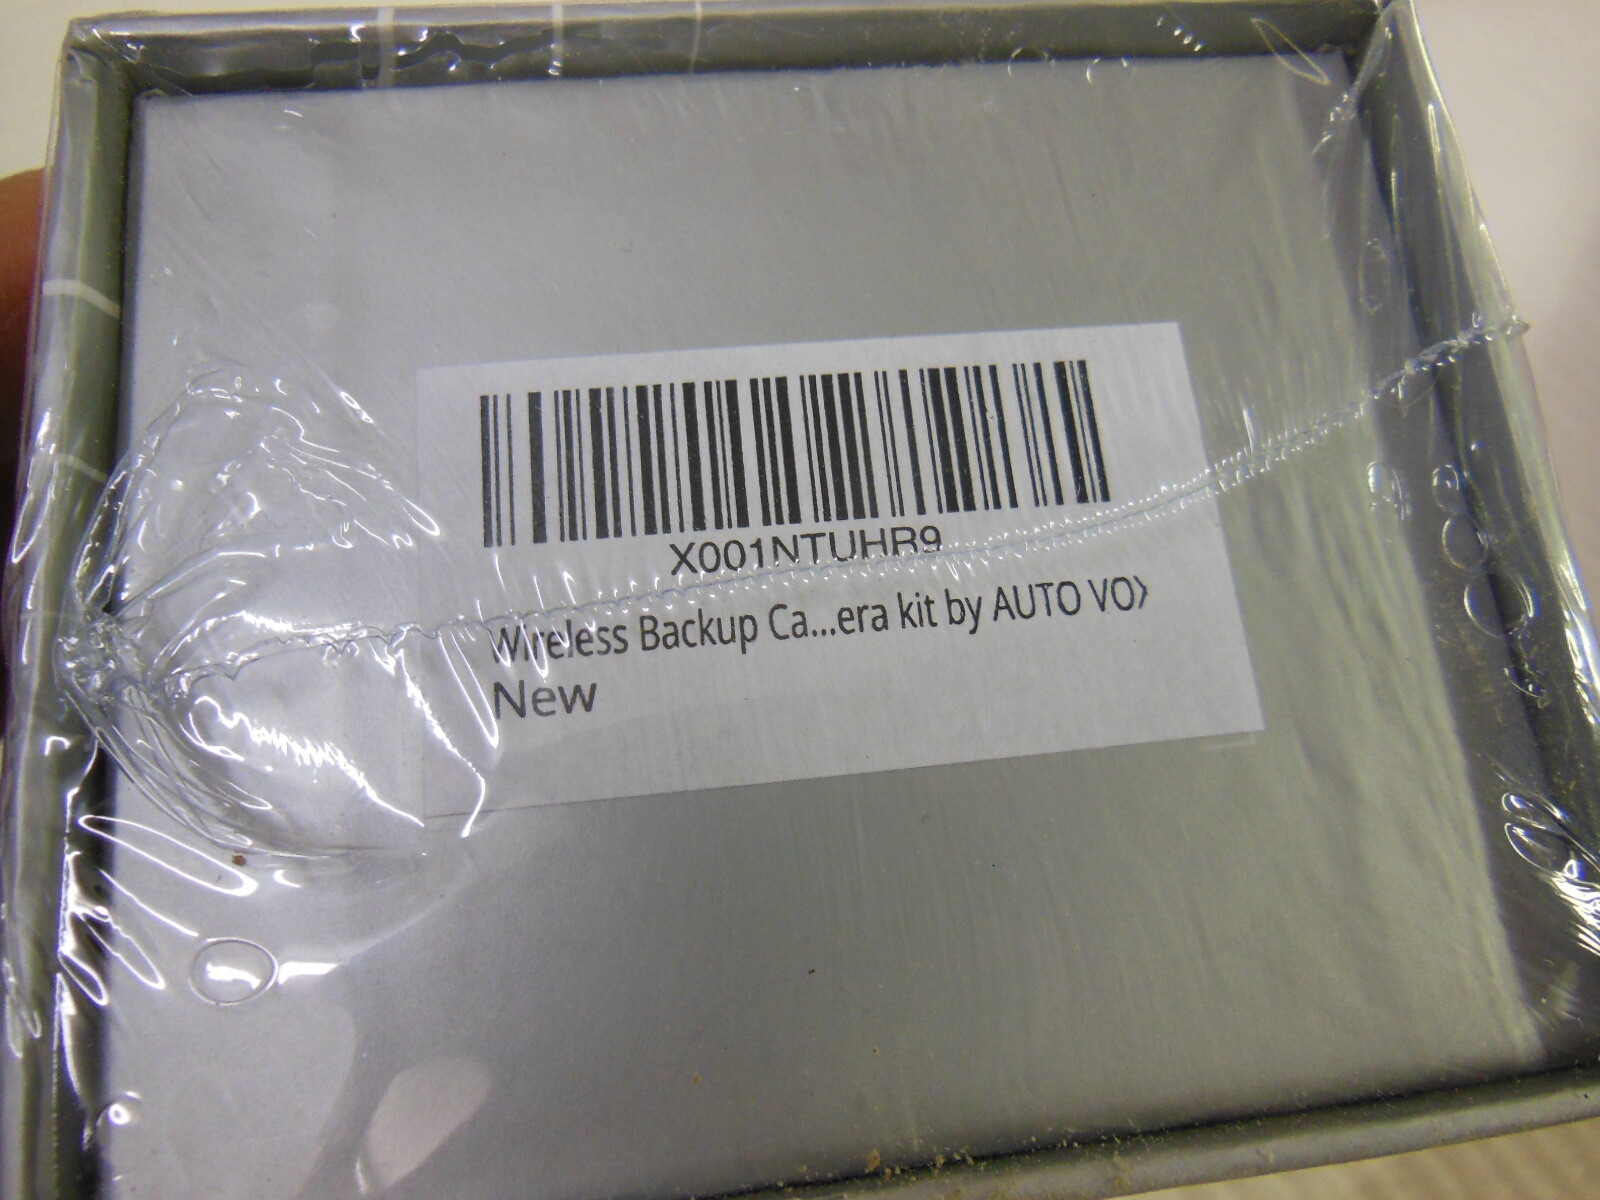 X001NTUHR9
Wireless Backup Ca...era kit by AUTO VO
New